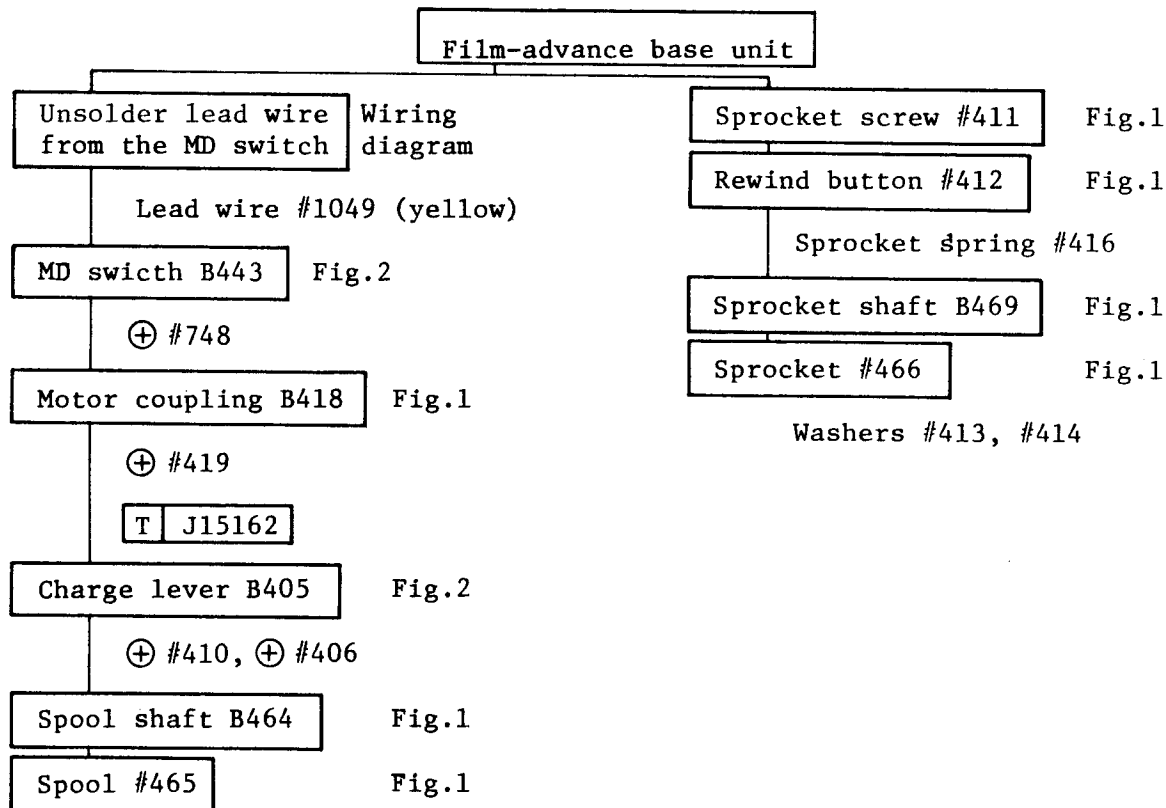 Film-advance base unit
Unsolder lead wire
from the MD switch
Wiring
diagram
Lead wire #1049 (yellow)
MD swicth B443
Fig.2
⊕ #748
Motor coupling B418
Fig.1
⊕ #419
T J15162
Charge lever B405
Fig.2
⊕ #410, ⊕ #406
Spool shaft B464
Fig.1
Spool #465
Fig.1
Sprocket screw #411
Fig.1
Rewind button #412
Fig.1
Sprocket spring #416
Sprocket shaft B469
Fig.1
Sprocket #466
Fig.1
Washers #413, #414